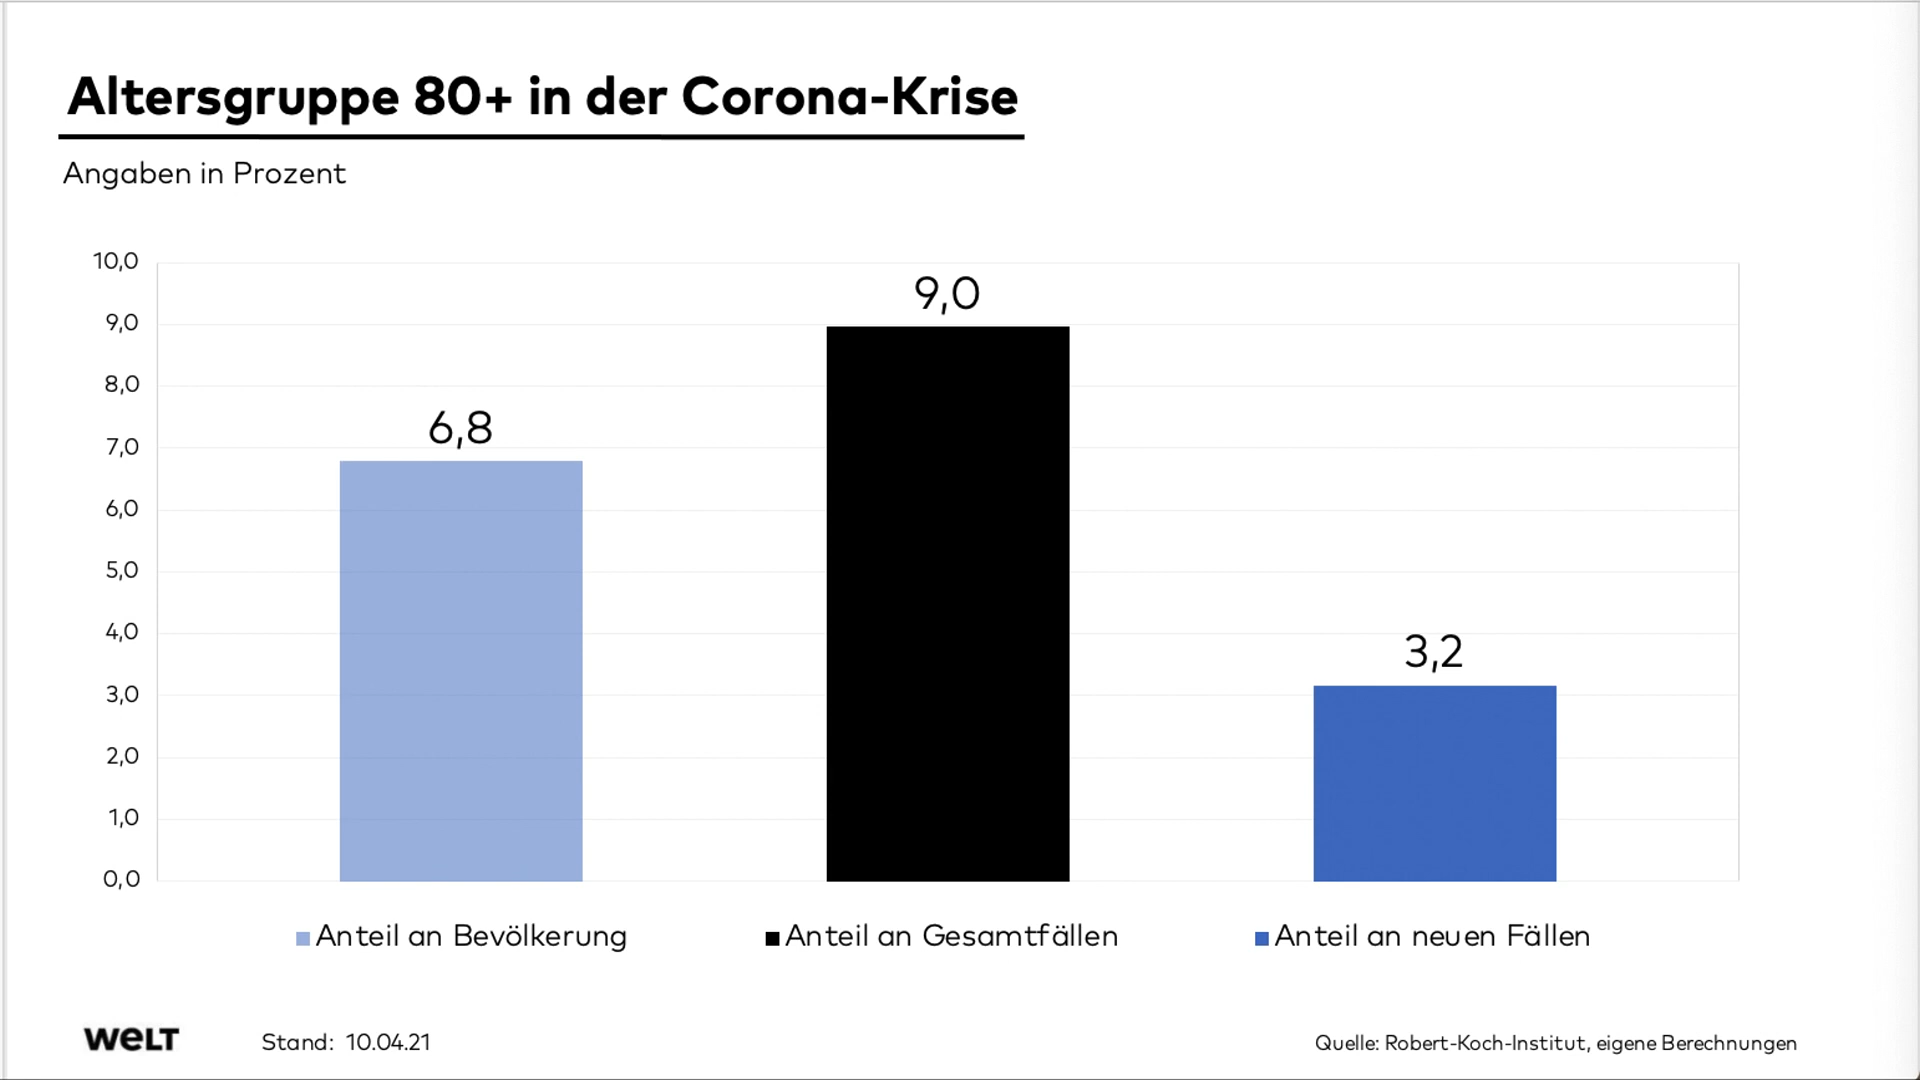 Altersgruppe 80+ in der Corona-Krise
Angaben in Prozent
10,0
9,0
8,0
7,0
6,0
5,0
4,0
3,0
2,0
1,0
0,0
6,8
9,0
3,2
Anteil an Bevölkerung
Anteil an Gesamtfällen
Anteil an neuen Fällen
WELT
Stand: 10.04.21
Quelle: Robert-Koch-Institut, eigene Berechnungen